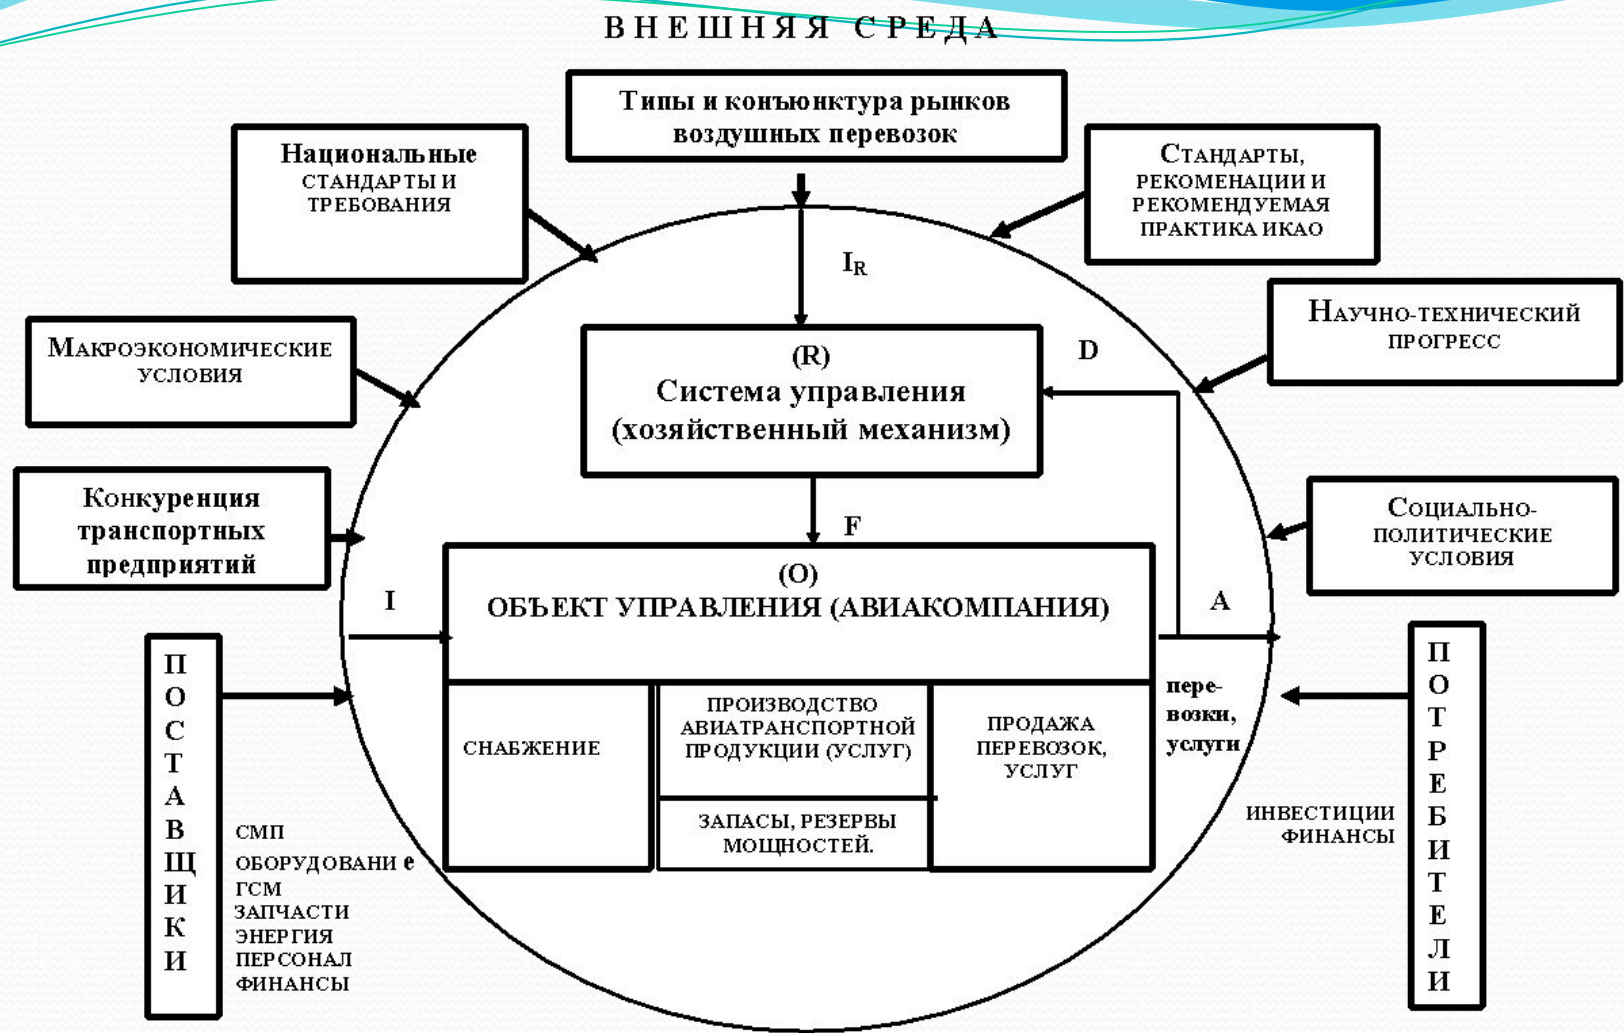 ВНЕШНЯЯ СРЕДА
Типы и конъюнктура рынков
воздушных перевозок
Национальные
СТАНДАРТЫ И
ТРЕБОВАНИЯ
СТАНДАРТЫ,
РЕКОМЕНАЦИИ И
РЕКОМЕНДУЕМАЯ
ПРАКТИКА ИКАО
МАКРОЭКОНОМИЧЕСКИЕ
УСЛОВИЯ
НАУЧНО-ТЕХНИЧЕСКИЙ
ПРОГРЕСС
IR
D
(R)
Система управления
(хозяйственный механизм)
Конкуренция
транспортных
предприятий
СОЦИАЛЬНО-
ПОЛИТИЧЕСКИЕ
УСЛОВИЯ
F
I
A
(О)
ОБЪЕКТ УПРАВЛЕНИЯ (АВИАКОМПАНИЯ)
СНАБЖЕНИЕ
ПРОИЗВОДСТВО
АВИАТРАНСПОРТНОЙ
ПРОДУКЦИИ (УСЛУГ)
ЗАПАСЫ, РЕЗЕРВЫ
МОЩНОСТЕЙ.
ПРОДАЖА
ПЕРЕВОЗОК,
УСЛУГ
пере-
возки,
услуги
ПОСТАВЩИКИ
СМП
ОБОРУДОВАНИ е
ГСМ
ЗАПЧАСТИ
ЭНЕРГИЯ
ПЕРСОНАЛ
ФИНАНСЫ
ИНВЕСТИЦИИ
ФИНАНСЫ
ПОТРЕБИТЕЛИ